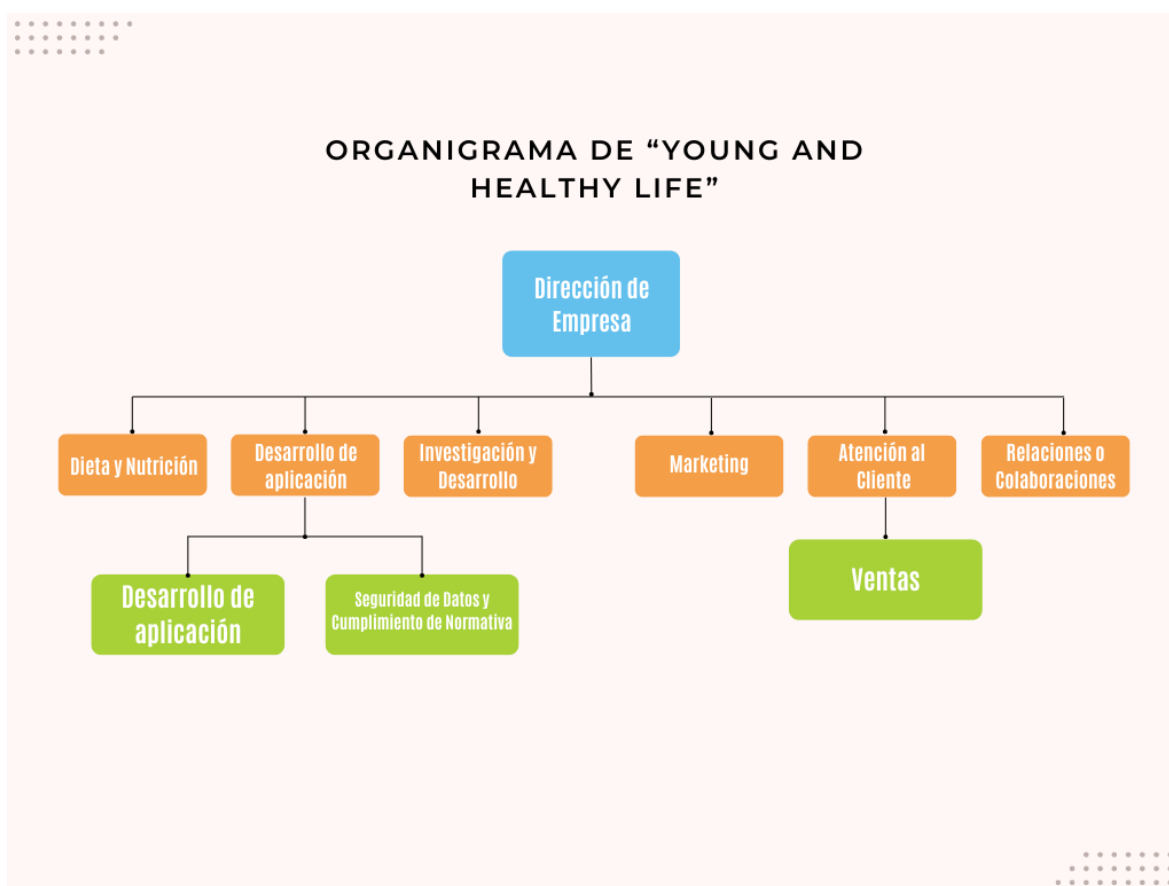 ORGANIGRAMA DE “YOUNG AND
HEALTHY LIFE”
Dirección de
Empresa
Dieta y Nutrición
Desarrollo de
aplicación
Investigación y
Desarrollo
Marketing
Atención al
Cliente
Relaciones o
Colaboraciones
Desarrollo de
aplicación
Seguridad de Datos y
Cumplimiento de Normativa
Ventas